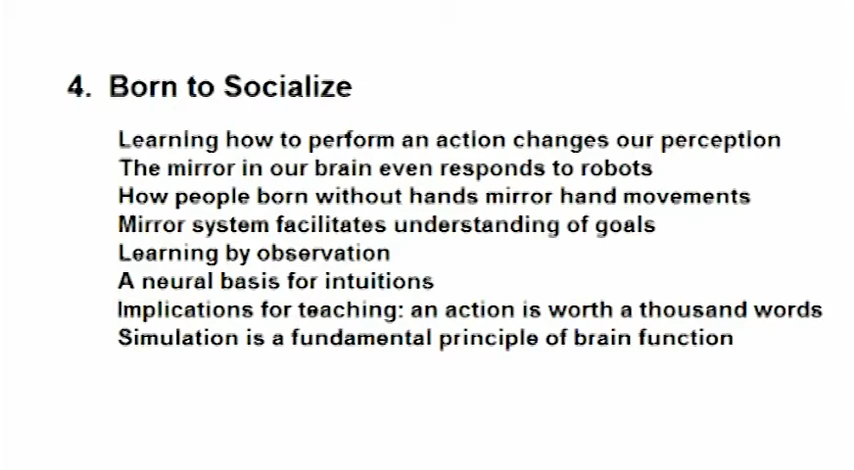 4. Born to Socialize
Learning how to perform an action changes our perception
The mirror in our brain even responds to robots
How people born without hands mirror hand movements
Mirror system facilitates understanding of goals
Learning by observation
A neural basis for intuitions
Implications for teaching: an action is worth a thousand words
Simulation is a fundamental principle of brain function